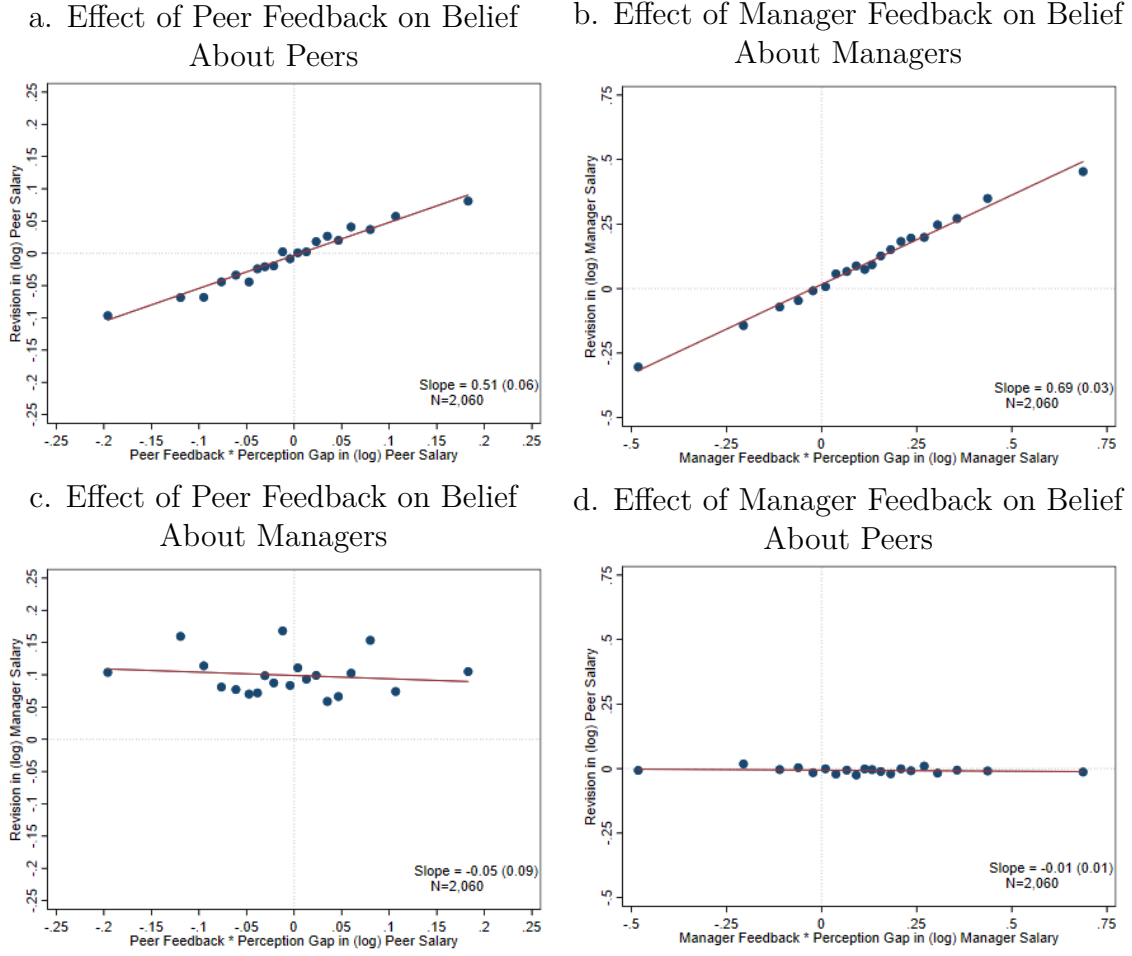 a. Effect of Peer Feedback on Belief
About Peers
Revision in (log) Peer Salary
.25
.2
.15
.1
.05
0
-.05
-.1
-.15
-.2
-.25
Slope = 0.51 (0.06)
N=2,060
-.25 -.2 -.15 -.1 -.05 0 .05 .1 .15 .2 .25
Peer Feedback * Perception Gap in (log) Peer Salary
b. Effect of Manager Feedback on Belief
About Managers
Revision in (log) Manager Salary
.75
.5
.25
0
-.25
-.5
Slope = 0.69 (0.03)
N=2,060
-.5 -.25 0 .25 .5 .75
Manager Feedback * Perception Gap in (log) Manager Salary
c. Effect of Peer Feedback on Belief
About Managers
Revision in (log) Manager Salary
.25
.2
.15
.1
.05
0
-.05
-.1
-.15
-.2
-.25
Slope = -0.05 (0.09)
N=2,060
-.25 -.2 -.15 -.1 -.05 0 .05 .1 .15 .2 .25
Peer Feedback * Perception Gap in (log) Peer Salary
d. Effect of Manager Feedback on Belief
About Peers
Revision in (log) Peer Salary
.75
.5
.25
0
-.25
-.5
Slope = -0.01 (0.01)
N=2,060
-.5 -.25 0 .25 .5 .75
Manager Feedback * Perception Gap in (log) Manager Salary